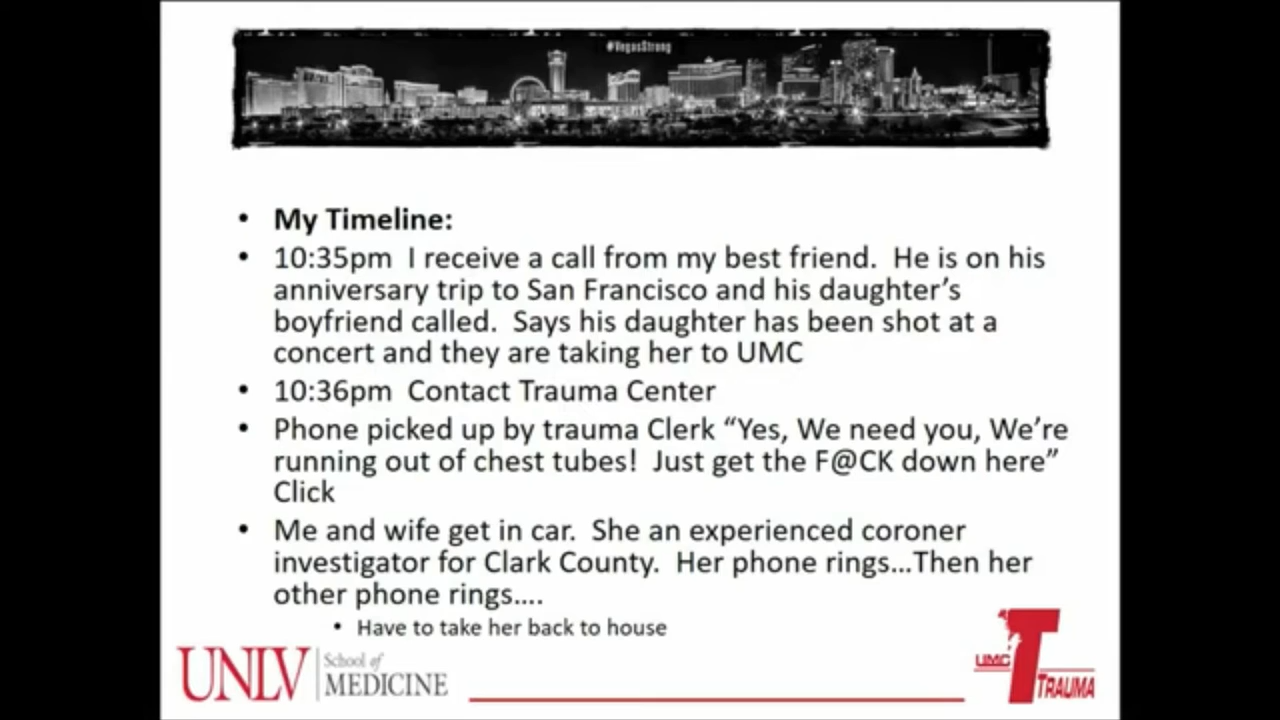 #VegasStrong
• My Timeline:
• 10:35pm  I receive a call from my best friend.  He is on his
anniversary trip to San Francisco and his daughter’s
boyfriend called.  Says his daughter has been shot at a
concert and they are taking her to UMC
• 10:36pm  Contact Trauma Center
• Phone picked up by trauma Clerk “Yes, We need you, We’re
running out of chest tubes!  Just get the F@CK down here”
Click
• Me and wife get in car.  She an experienced coroner
investigator for Clark County.  Her phone rings…Then her
other phone rings….
• Have to take her back to house
UNLV School of
MEDICINE
UMC
TRAUMA